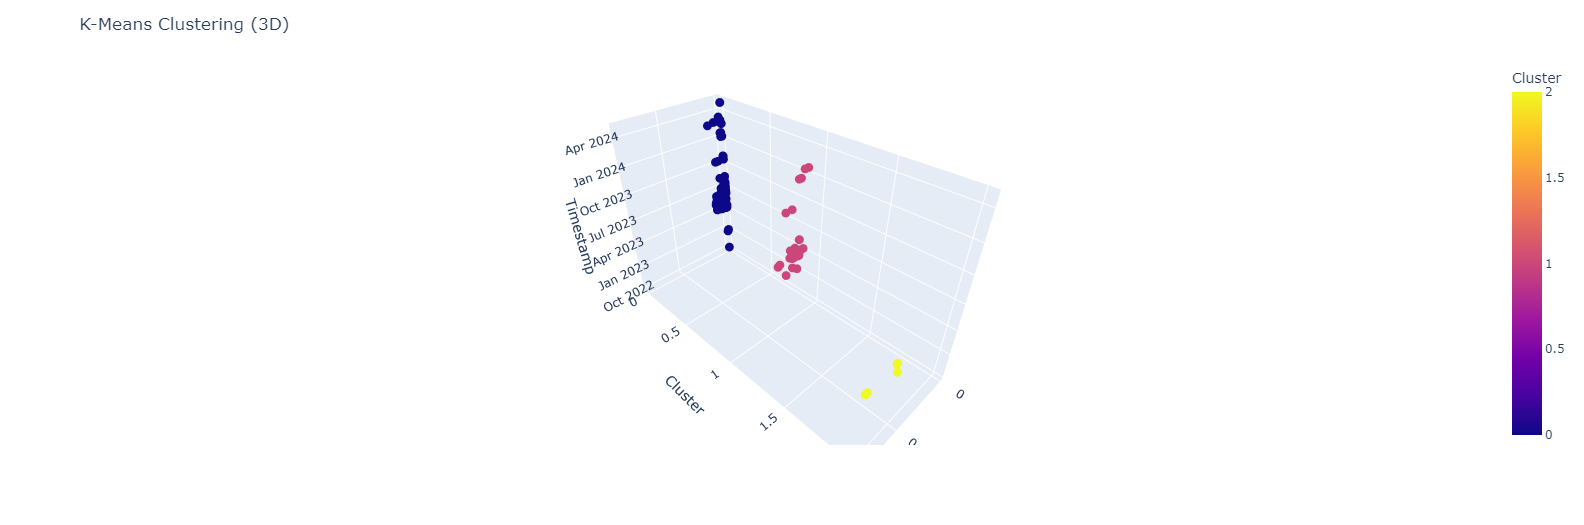 K-Means Clustering (3D)
Cluster
2
1.5
1
0.5
0
Apr 2024
Jan 2024
Oct 2023
Jul 2023
Apr 2023
Jan 2023
Oct 2022
Timestamp
0
0.5
1
1.5
Cluster
0
0